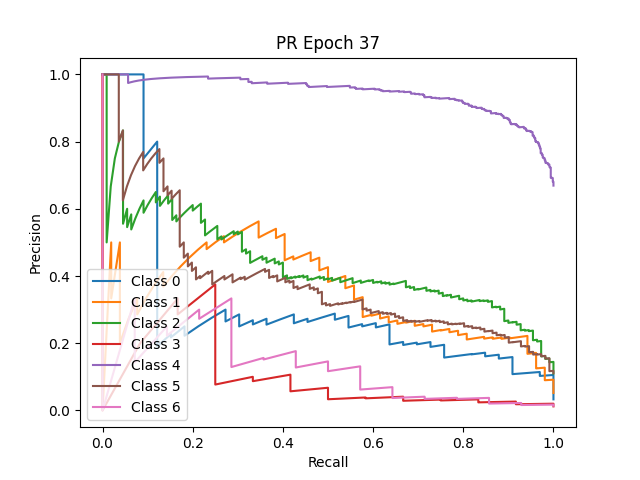 PR Epoch 37
1.0
0.8
0.6
0.4
0.2
0.0
Precision
Class 0
Class 1
Class 2
Class 3
Class 4
Class 5
Class 6
0.0 0.2 0.4 0.6 0.8 1.0
Recall